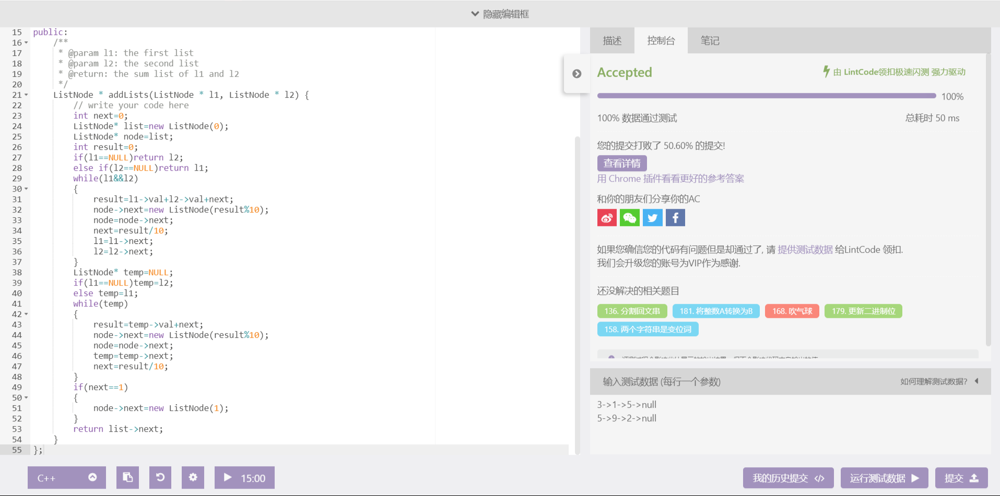 隐藏编辑框
15 public:
16 /**
17 * @param l1: the first list
18 * @param l2: the second list
19 * @return: the sum list of l1 and l2
20 */
21 ListNode * addLists(ListNode * l1, ListNode * l2) {
22 // write your code here
23 int next=0;
24 ListNode* list=new ListNode(0);
25 ListNode* node=list;
26 int result=0;
27 if(l1==NULL)return l2;
28 else if(l2==NULL)return l1;
29 while(l1&&l2)
30 {
31 result=l1->val+l2->val+next;
32 node->next=new ListNode(result%10);
33 node=node->next;
34 next=result/10;
35 l1=l1->next;
36 l2=l2->next;
37 }
38 ListNode* temp=NULL;
39 if(l1==NULL)temp=l2;
40 else temp=l1;
41 while(temp)
42 {
43 result=temp->val+next;
44 node->next=new ListNode(result%10);
45 node=node->next;
46 temp=temp->next;
47 next=result/10;
48 }
49 if(next==1)
50 {
51 node->next=new ListNode(1);
52 }
53 return list->next;
54 }
55 };
C++
15:00
描述 控制台 笔记
Accepted 由 LintCode领扣极速闪测 强力驱动
100%
100% 数据通过测试 总耗时 50 ms
您的提交打败了 50.60% 的提交!
查看详情
用 Chrome 插件看看更好的参考答案
和你的朋友们分享你的AC
如果您确信您的代码有问题但是却通过了, 请 提供测试数据 给LintCode 领扣.
我们会升级您的账号为VIP作为感谢.
还没解决的相关题目
136. 分割回文串 181. 将整数A转换为B 168. 吹气球 179. 更新二进制位
158. 两个字符串是变位词
输入测试数据 (每行一个参数) 如何理解测试数据?
3->1->5->null
5->9->2->null
我的历史提交 运行测试数据 提交